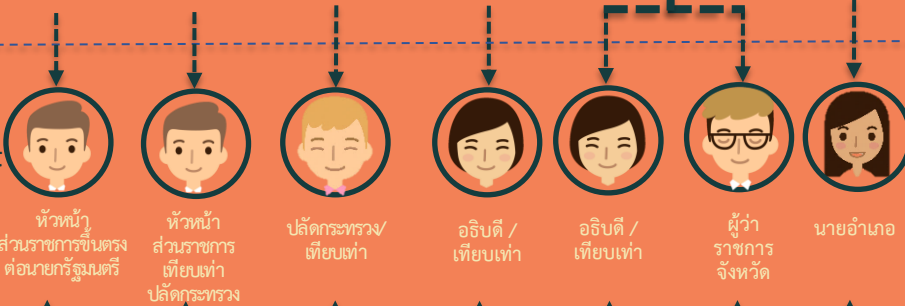 หัวหน้า
ส่วนราชการขึ้นตรง
ต่อนายกรัฐมนตรี
หัวหน้า
ส่วนราชการ
เทียบเท่า
ปลัดกระทรวง
ปลัดกระทรวง/
เทียบเท่า
อธิบดี /
เทียบเท่า
อธิบดี /
เทียบเท่า
ผู้ว่า
ราชการ
จังหวัด
นายอำเภอ